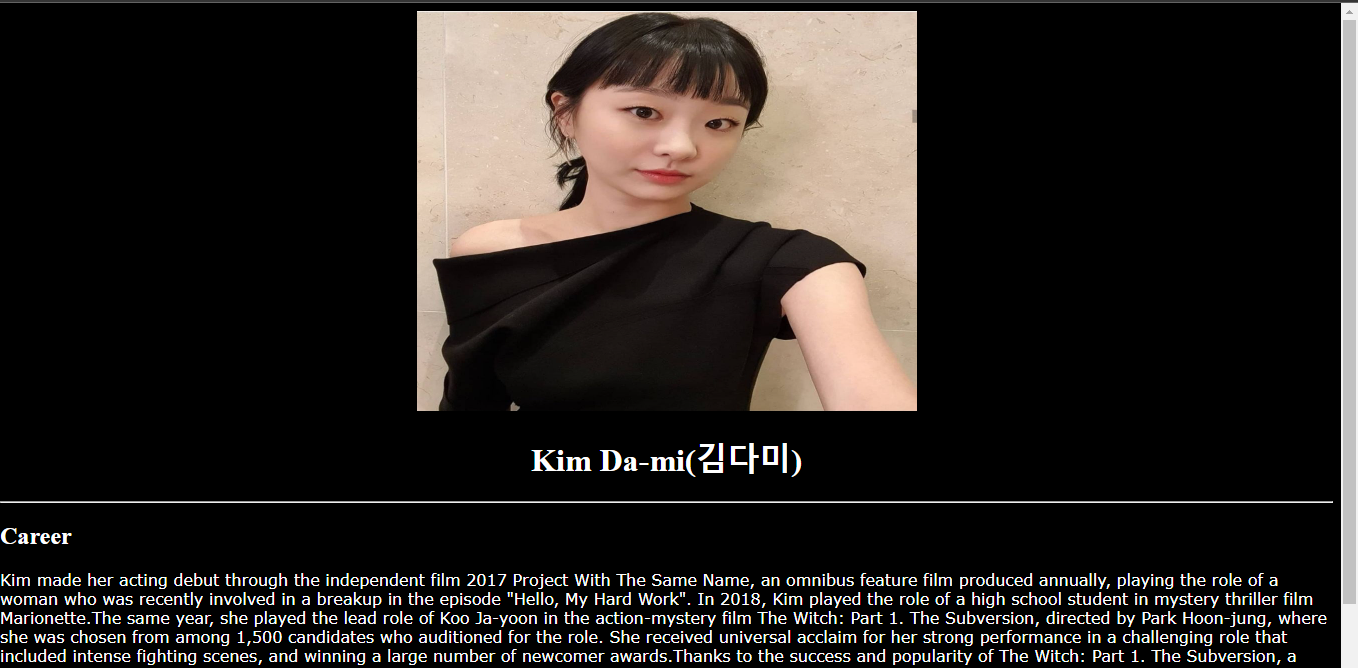 Kim Da-mi(김다미)
Career
Kim made her acting debut through the independent film 2017 Project With The Same Name, an omnibus feature film produced annually, playing the role of a
woman who was recently involved in a breakup in the episode "Hello, My Hard Work". In 2018, Kim played the role of a high school student in mystery thriller film
Marionette.The same year, she played the lead role of Koo Ja-yoon in the action-mystery film The Witch: Part 1. The Subversion, directed by Park Hoon-jung, where
she was chosen from among 1,500 candidates who auditioned for the role. She received universal acclaim for her strong performance in a challenging role that
included intense fighting scenes, and winning a large number of newcomer awards.Thanks to the success and popularity of The Witch: Part 1. The Subversion, a